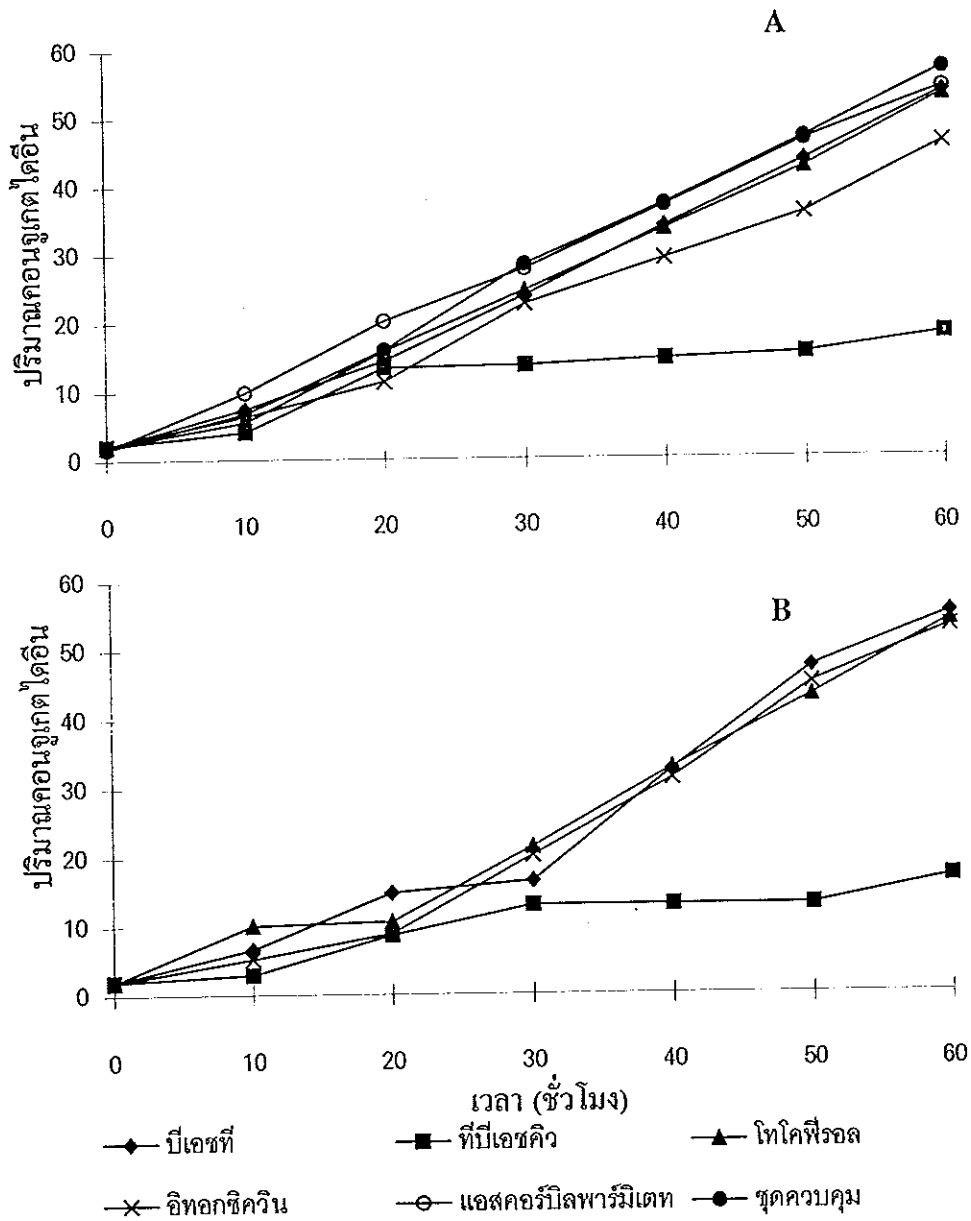 A
ปริมาณคอนจูเกตไดอีน
60
50
40
30
20
10
0
0 10 20 30 40 50 60
B
ปริมาณคอนจูเกตไดอีน
60
50
40
30
20
10
0
0 10 20 30 40 50 60
เวลา (ชั่วโมง)
บีเอชที ทีบีเอชคิว โทโคฟีรอล
อิทอกซิควิน แอสคอร์บิลพาร์มิเตท ชุดควบคุม